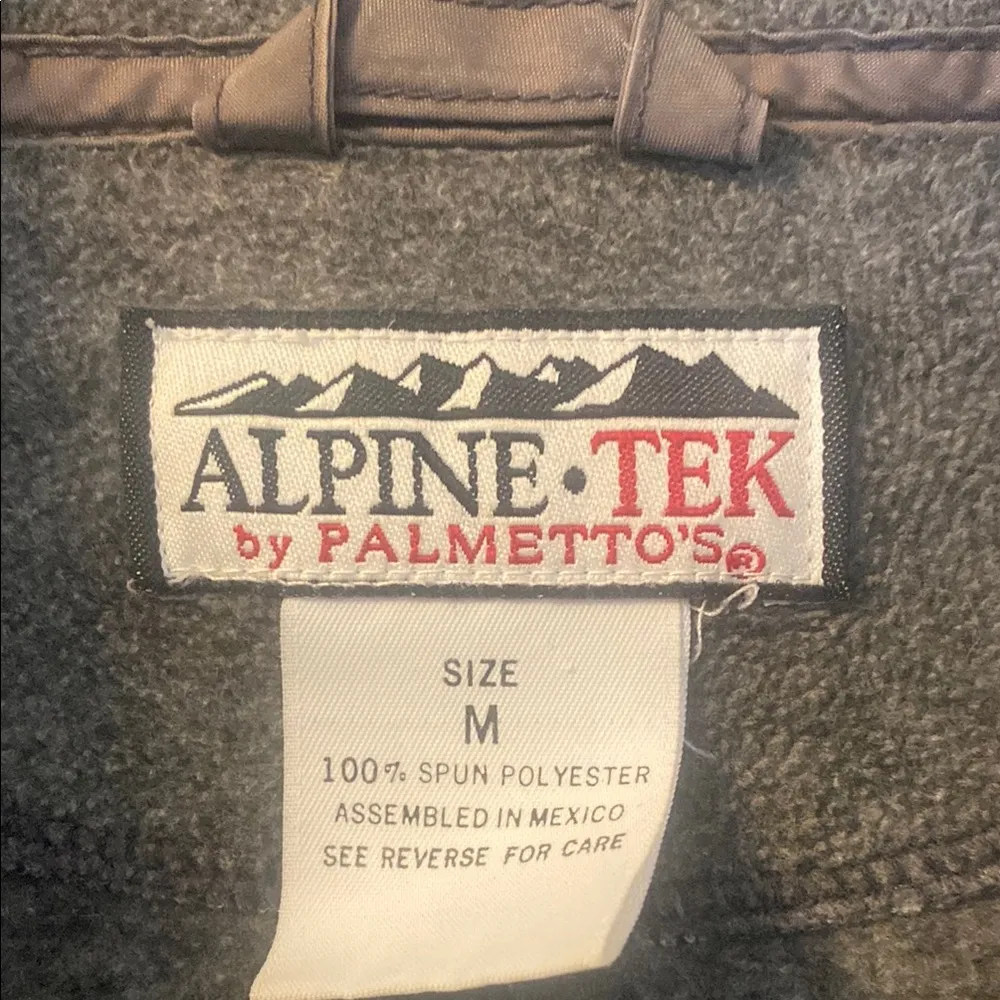 ALPINE•TEK
by PALMETTO'S®
SIZE
M
100% SPUN POLYESTER
ASSEMBLED IN MEXICO
SEE REVERSE FOR CARE